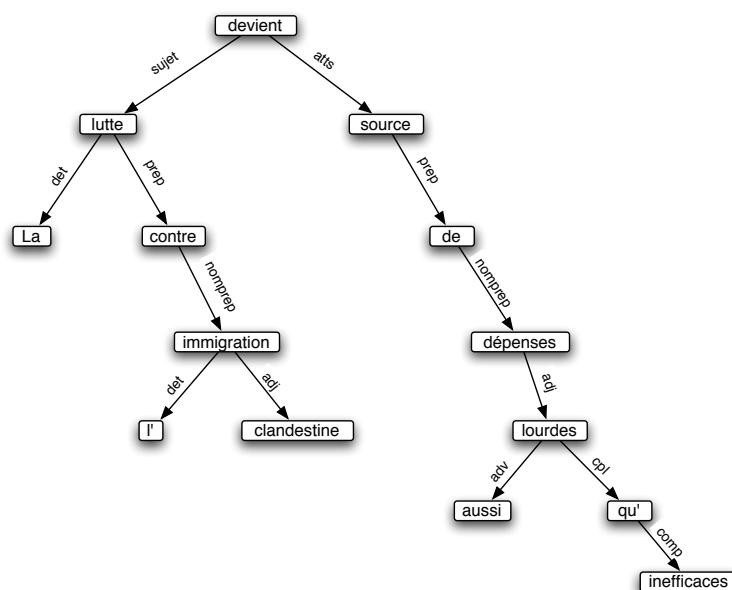 devient
sujet atts
lutte source
det prep prep
La contre de
nomprep nomprep
immigration dépenses
det adj adj
l' clandestine lourdes
adv cpl
aussi qu'
comp
inefficaces